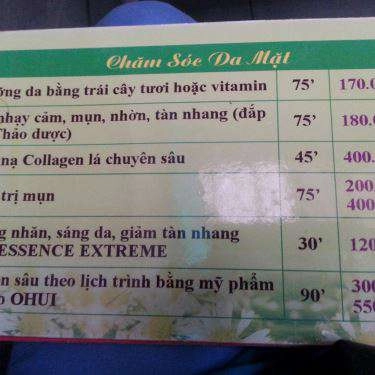 Chăm Sóc Da Mặt
da bằng trái cây tươi hoặc vitamin 75' 170.0
nhạy cảm, mụn, nhờn, tàn nhang (đắp
Thảo dược) 75' 180.0
Collagen lá chuyên sâu 45' 400.
trị mụn 75' 200
400
nhăn, sáng da, giảm tàn nhang
ESSENCE EXTREME 30' 120
sâu theo lịch trình bằng mỹ phẩm
OHUI 90' 300
550